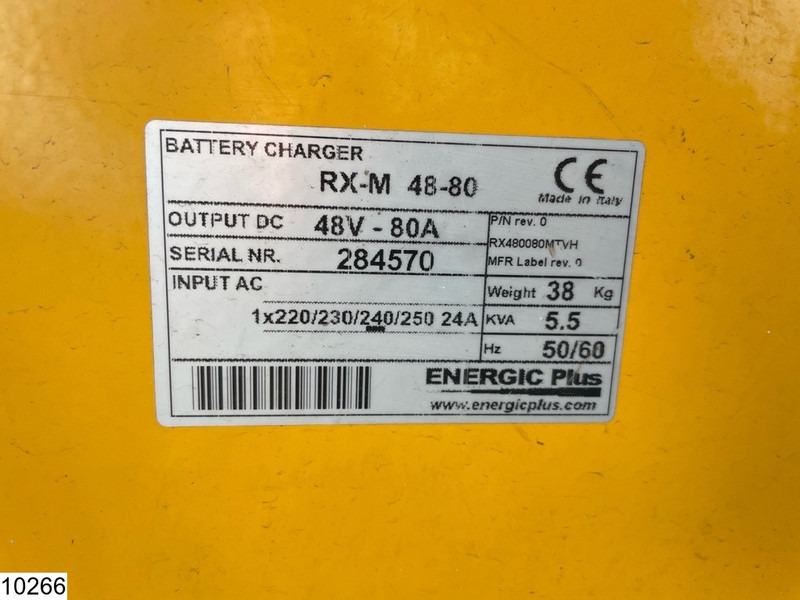 BATTERY CHARGER
RX-M 48-80
CE
Made in Italy
OUTPUT DC 48V - 80A
P/N rev. 0
RX480080MTVH
SERIAL NR. 284570
MFR Label rev. 0
INPUT AC
Weight 38 Kg
1x220/230/240/250 24A
KVA 5.5
Hz 50/60
ENERGIC Plus
www.energicplus.com
10266